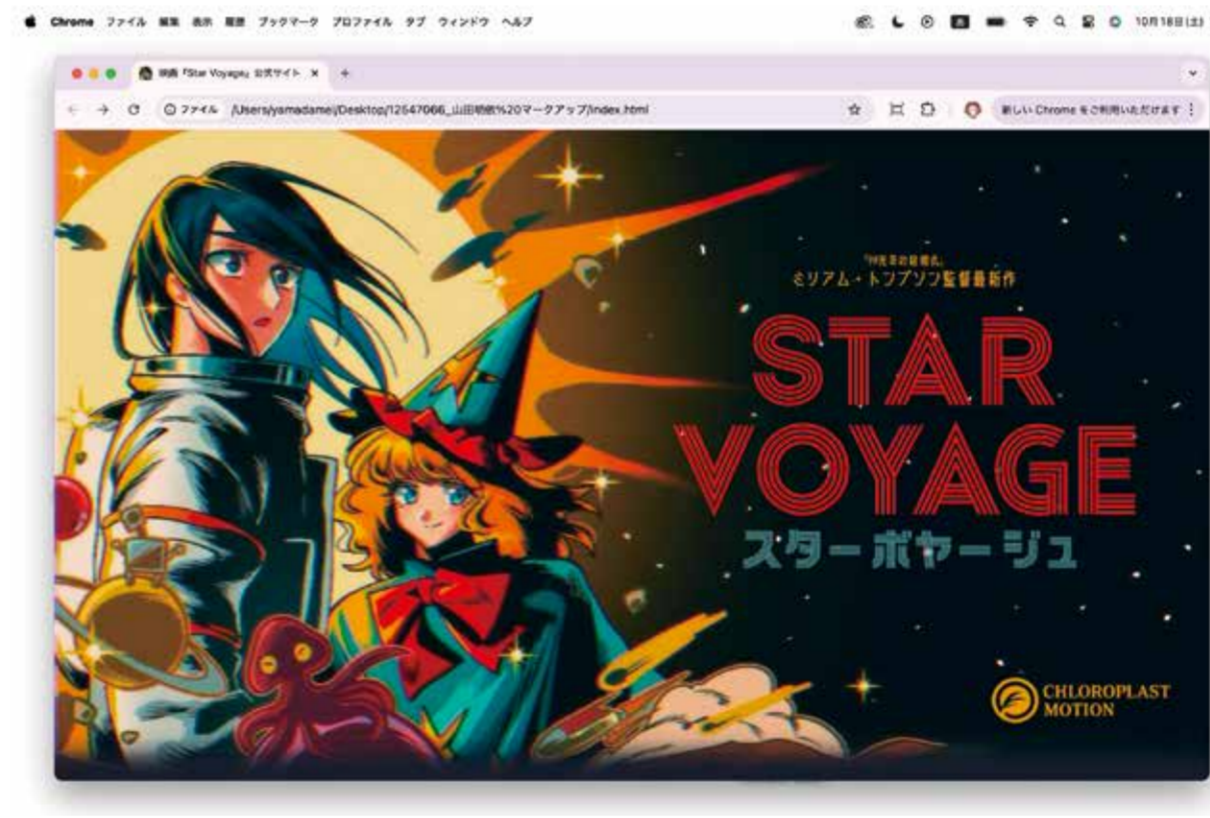 Chrome ファイル 編集 表示 履歴 ブックマーク プロファイル タブ ウィンドウ ヘルプ
10月18日(土)
映画『Star Voyage』公式サイト
ファイル /Users/yamadamei/Desktop/12547066_山田明依%20マークアップ/index.html
新しい Chrome をご利用いただけます
ミリアム・トンプソン監督最新作
STAR
VOYAGE
スターボヤージュ
CHLOROPLAST
MOTION